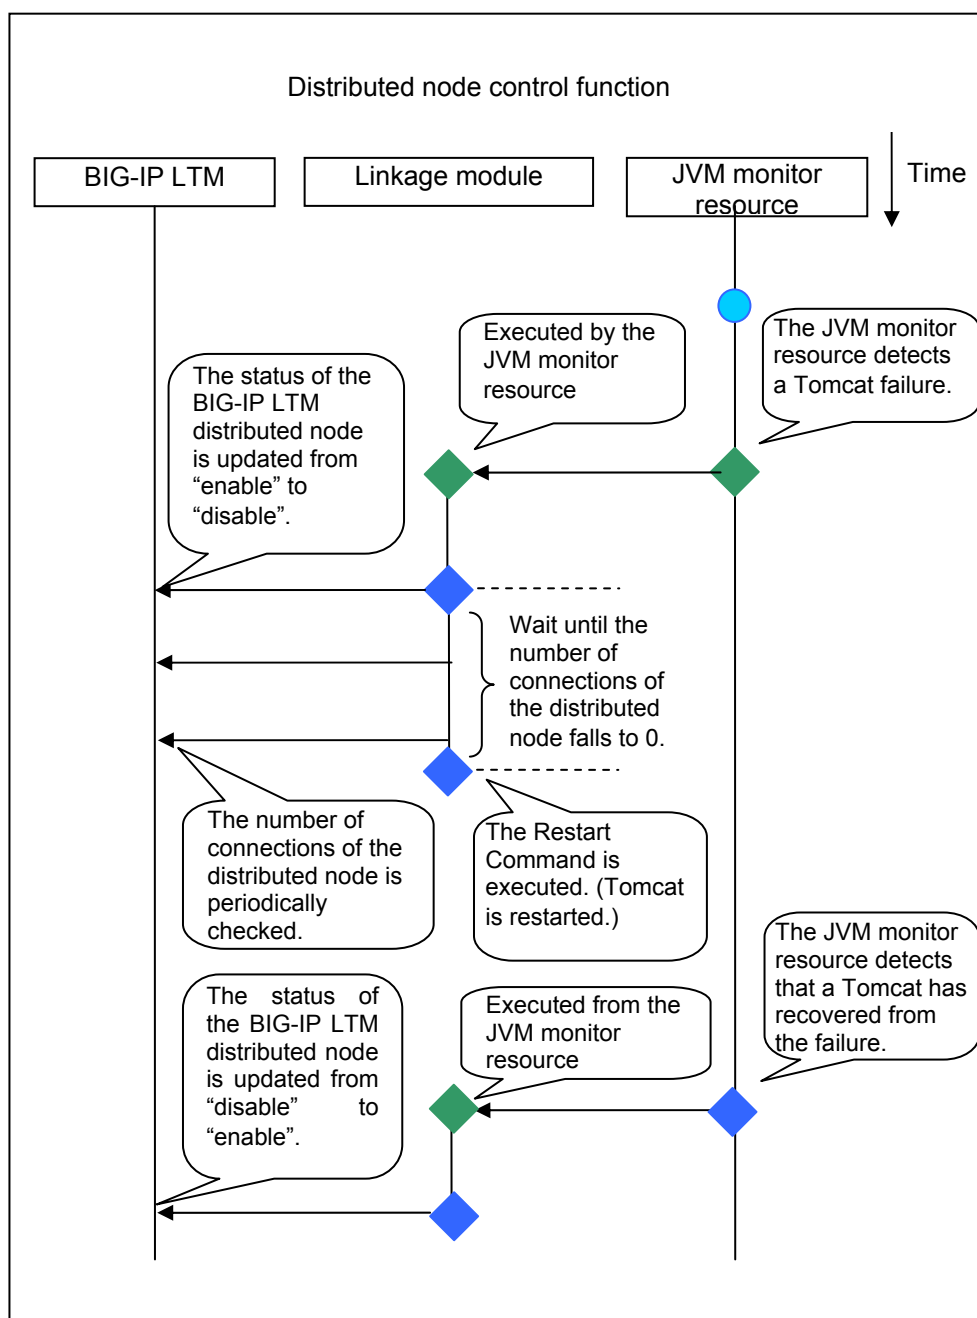 Distributed node control function
BIG-IP LTM
Linkage module
JVM monitor
resource
Time
Executed by the
JVM monitor
resource
The JVM monitor
resource detects
a Tomcat failure.
The status of the
BIG-IP LTM
distributed node
is updated from
“enable” to
“disable”.
Wait until the
number of
connections of
the distributed
node falls to 0.
The number of
connections of the
distributed node is
periodically
checked.
The Restart
Command is
executed. (Tomcat
is restarted.)
The JVM monitor
resource detects
that a Tomcat has
recovered from
the failure.
The status of
the BIG-IP LTM
distributed node
is updated from
“disable” to
“enable”.
Executed from the
JVM monitor
resource